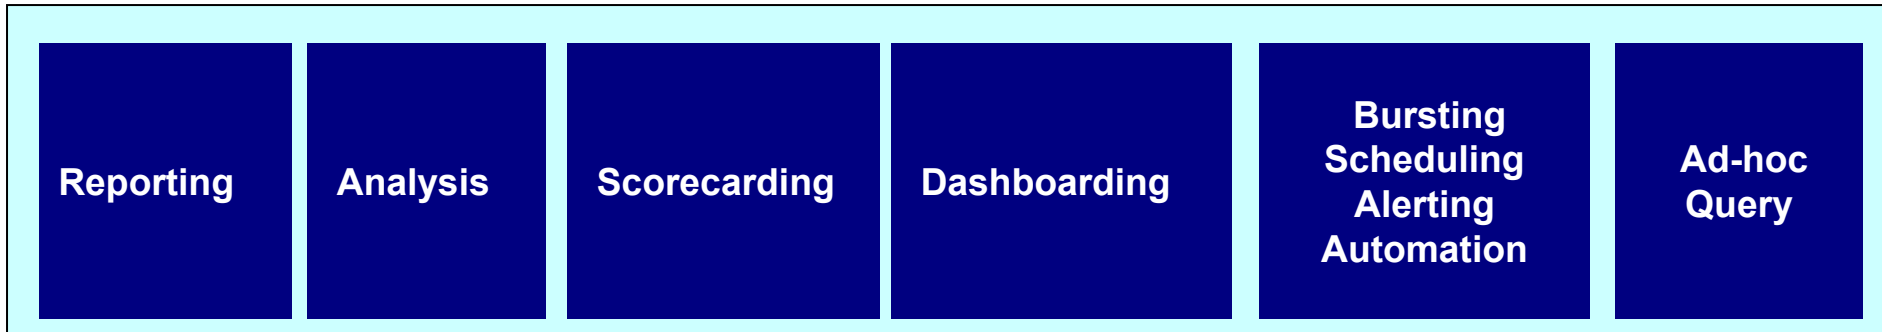 Reporting
Analysis
Scorecarding
Dashboarding
Bursting
Scheduling
Alerting
Automation
Ad-hoc
Query